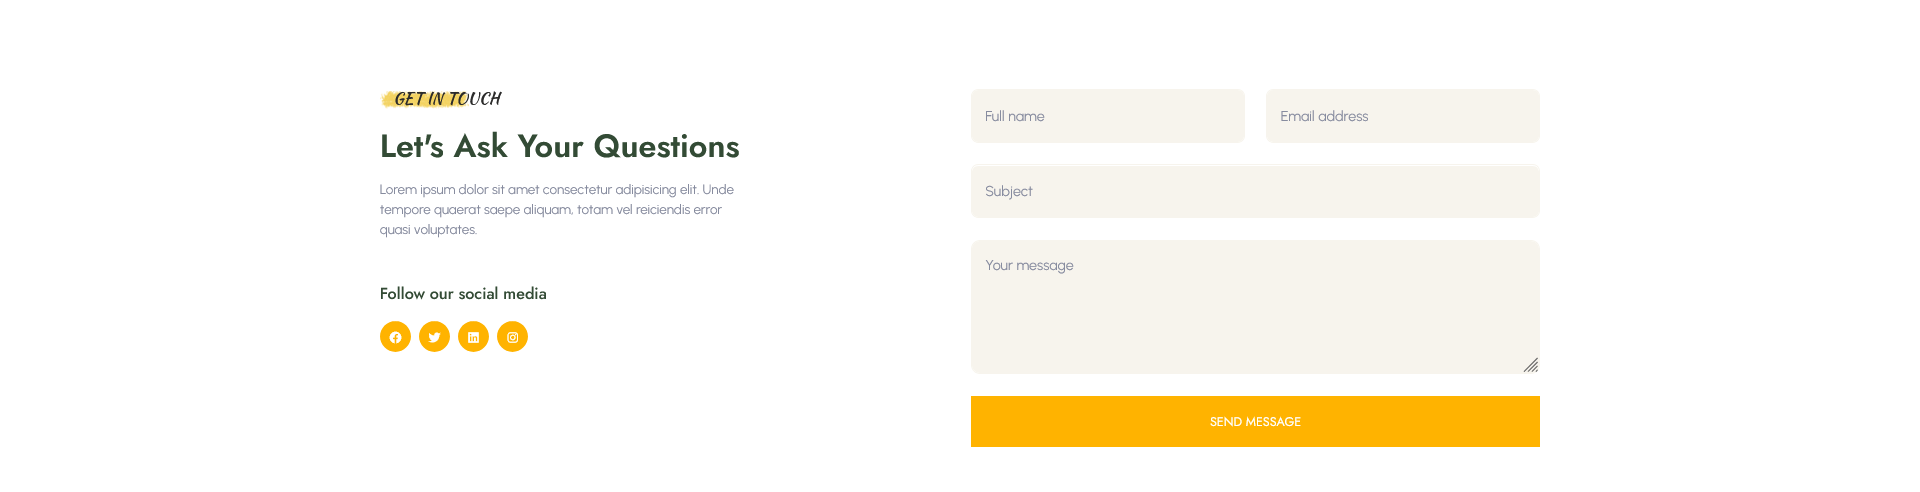 GET IN TOUCH
Let's Ask Your Questions
Lorem ipsum dolor sit amet consectetur adipisicing elit. Unde
tempore quaerat saepe aliquam, totam vel reiciendis error
quasi voluptates.
Follow our social media
Full name
Email address
Subject
Your message
SEND MESSAGE